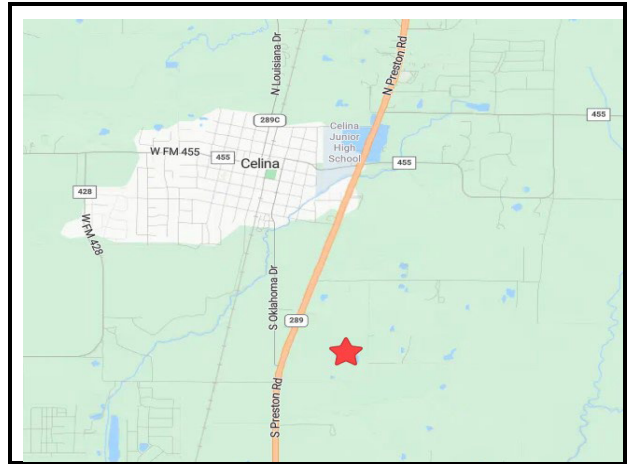 N Louisiana Dr
N Preston Rd
289C
Celina
Junior
High
School
455
W FM 455
455
Celina
455
428
W FM 428
S Oklahoma Dr
289
S Preston Rd